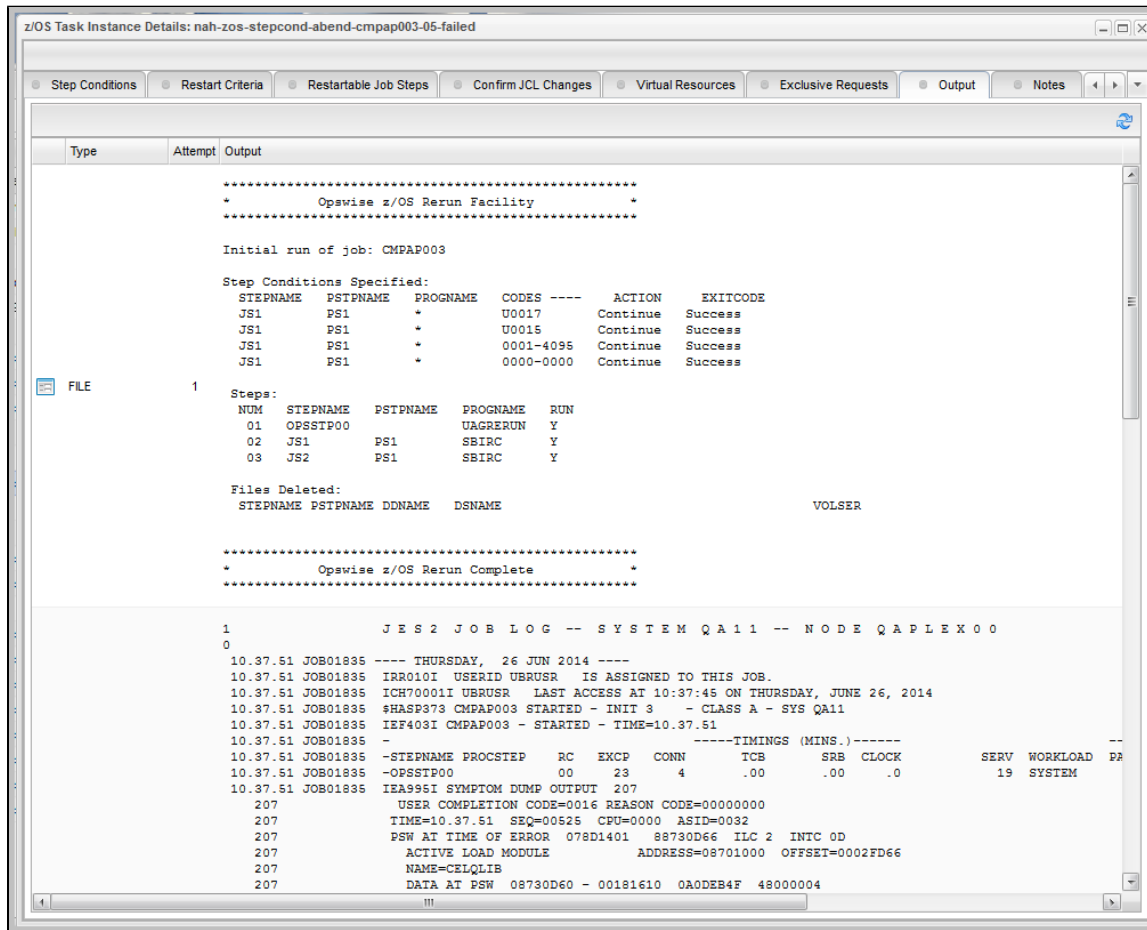 z/OS Task Instance Details: nah-zos-stepcond-abend-cmpap003-05-failed
Step Conditions Restart Criteria Restartable Job Steps Confirm JCL Changes Virtual Resources Exclusive Requests Output Notes
Type Attempt Output
****************************************************
* Opswise z/OS Rerun Facility *
****************************************************
Initial run of job: CMPAP003
Step Conditions Specified:
STEPNAME PSTPNAME PROGNAME CODES ---- ACTION EXITCODE
JS1 PS1 * U0017 Continue Success
JS1 PS1 * U0015 Continue Success
JS1 PS1 * 0001-4095 Continue Success
JS1 PS1 * 0000-0000 Continue Success
FILE 1
Steps:
NUM STEPNAME PSTPNAME PROGNAME RUN
01 OPSSTP00 UAGRERUN Y
02 JS1 PS1 SBIRC Y
03 JS2 PS1 SBIRC Y
Files Deleted:
STEPNAME PSTPNAME DDNAME DSNAME VOLSER
****************************************************
* Opswise z/OS Rerun Complete *
****************************************************
1 J E S 2 J O B L O G -- S Y S T E M Q A 1 1 -- N O D E Q A P L E X 0 0
0
10.37.51 JOB01835 ---- THURSDAY, 26 JUN 2014 ----
10.37.51 JOB01835 IRR010I USERID UBRUSR IS ASSIGNED TO THIS JOB.
10.37.51 JOB01835 ICH70001I UBRUSR LAST ACCESS AT 10:37:45 ON THURSDAY, JUNE 26, 2014
10.37.51 JOB01835 $HASP373 CMPAP003 STARTED - INIT 3 - CLASS A - SYS QA11
10.37.51 JOB01835 IEF403I CMPAP003 - STARTED - TIME=10.37.51
10.37.51 JOB01835 - -----TIMINGS (MINS.)------ --
10.37.51 JOB01835 -STEPNAME PROCSTEP RC EXCP CONN TCB SRB CLOCK SERV WORKLOAD PA
10.37.51 JOB01835 -OPSSTP00 00 23 4 .00 .00 .0 19 SYSTEM
10.37.51 JOB01835 IEA995I SYMPTOM DUMP OUTPUT 207
207 USER COMPLETION CODE=0016 REASON CODE=00000000
207 TIME=10.37.51 SEQ=00525 CPU=0000 ASID=0032
207 PSW AT TIME OF ERROR 078D1401 88730D66 ILC 2 INTC 0D
207 ACTIVE LOAD MODULE ADDRESS=08701000 OFFSET=0002FD66
207 NAME=CELQLIB
207 DATA AT PSW 08730D60 - 00181610 0A0DEB4F 48000004